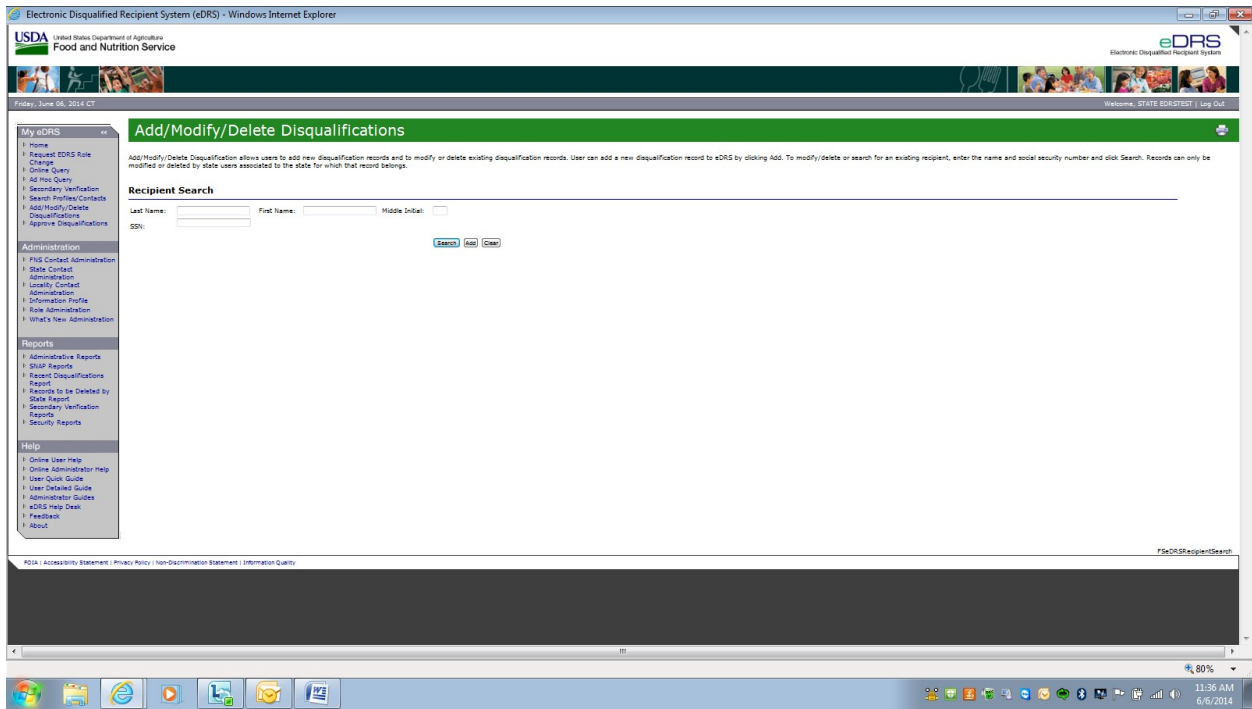 Electronic Disqualified Recipient System (eDRS) - Windows Internet Explorer
USDA United States Department of Agriculture
Food and Nutrition Service
eDRS
Electronic Disqualified Recipient System
Friday, June 06, 2014 CT
Welcome, STATE EDRSTEST | Log Out
My eDRS <<
Home
Request EDRS Role
Change
Online Query
Ad Hoc Query
Secondary Verification
Search Profiles/Contacts
Add/Modify/Delete
Disqualifications
Approve Disqualifications
Administration
FNS Contact Administration
State Contact
Administration
Locality Contact
Administration
Information Profile
Role Administration
What's New Administration
Reports
Administrative Reports
SNAP Reports
Recent Disqualifications
Report
Records to be Deleted by
State Report
Secondary Verification
Reports
Security Reports
Help
Online User Help
Online Administrator Help
User Quick Guide
User Detailed Guide
Administrator Guides
eDRS Help Desk
Feedback
About
Add/Modify/Delete Disqualifications
Add/Modify/Delete Disqualification allows users to add new disqualification records and to modify or delete existing disqualification records. User can add a new disqualification record to eDRS by clicking Add. To modify/delete or search for an existing recipient, enter the name and social security number and click Search. Records can only be
modified or deleted by state users associated to the state for which that record belongs.
Recipient Search
Last Name: First Name: Middle Initial:
SSN:
Search Add Clear
FSeDRSRecipientSearch
FOIA | Accessibility Statement | Privacy Policy | Non-Discrimination Statement | Information Quality
80%
11:36 AM
6/6/2014